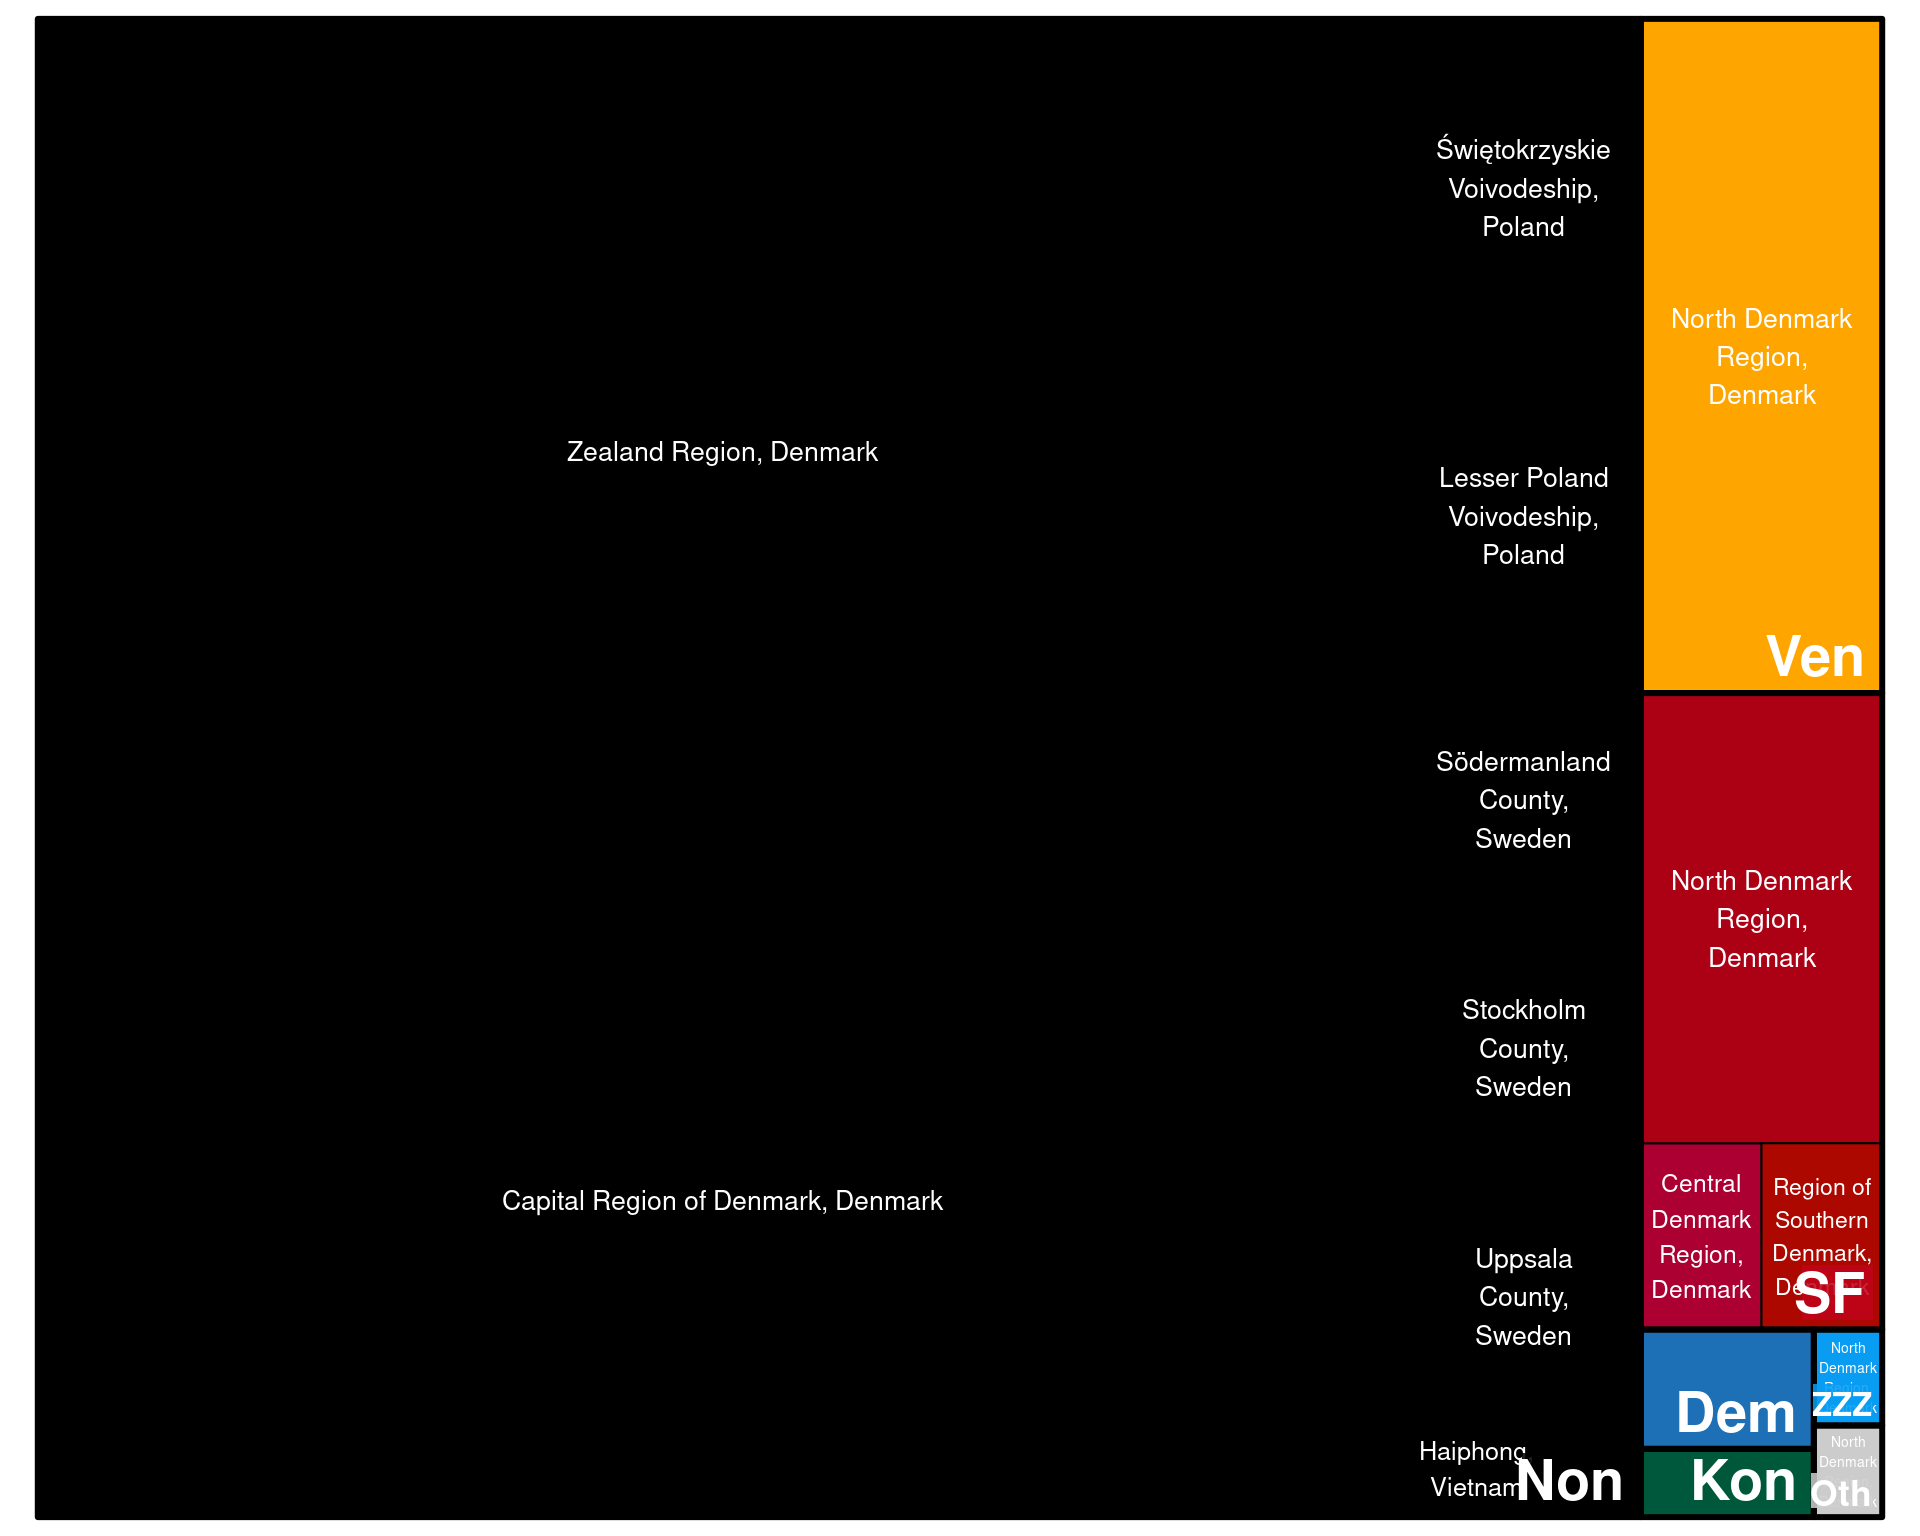 Zealand Region, Denmark
Capital Region of Denmark, Denmark
Świętokrzyskie
Voivodeship,
Poland
Lesser Poland
Voivodeship,
Poland
Södermanland
County,
Sweden
Stockholm
County,
Sweden
Uppsala
County,
Sweden
Haiphong,
Vietnam
Non
North Denmark
Region,
Denmark
Ven
North Denmark
Region,
Denmark
Central
Denmark
Region,
Denmark
Region of
Southern
Denmark,
Denmark
SF
Dem
Kon
North
Denmark
Region,
ZZZ
North
Denmark
Oth